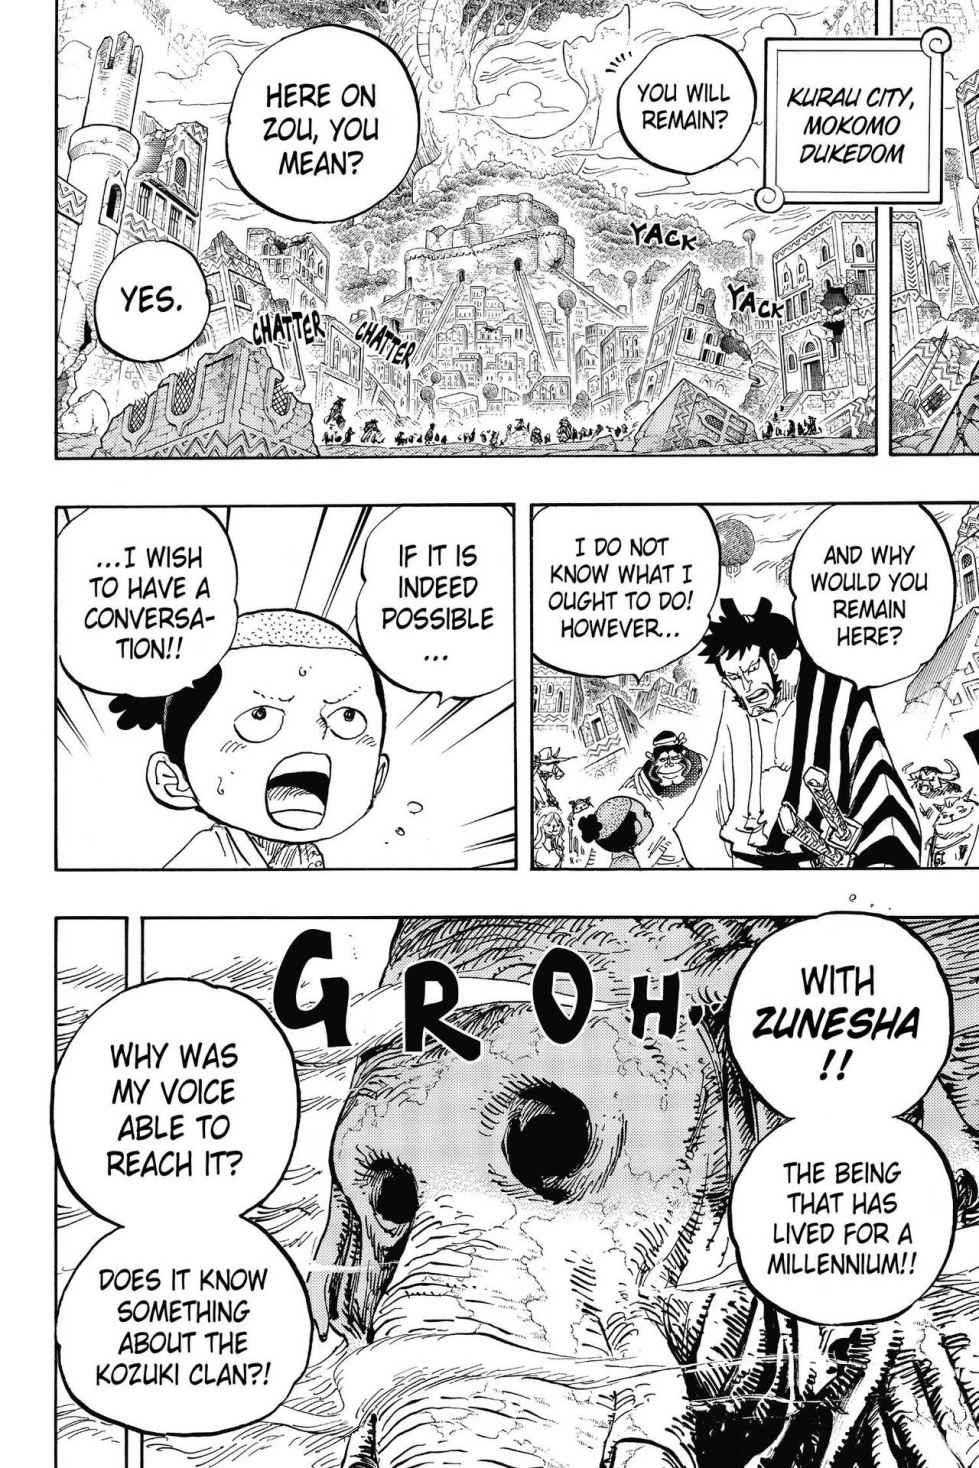 KURAU CITY,
MOKOMO
DUKEDOM
YOU WILL
REMAIN?
HERE ON
ZOU, YOU
MEAN?
YES.
YACK
YACK
CHATTER
CHATTER
AND WHY
WOULD YOU
REMAIN
HERE?
I DO NOT
KNOW WHAT I
OUGHT TO DO!
HOWEVER...
IF IT IS
INDEED
POSSIBLE
...
...I WISH
TO HAVE A
CONVERSA-
TION!!
WITH
ZUNESHA
!!
THE BEING
THAT HAS
LIVED FOR A
MILLENNIUM!!
GROH...
WHY WAS
MY VOICE
ABLE TO
REACH IT?
DOES IT KNOW
SOMETHING
ABOUT THE
KOZUKI CLAN?!